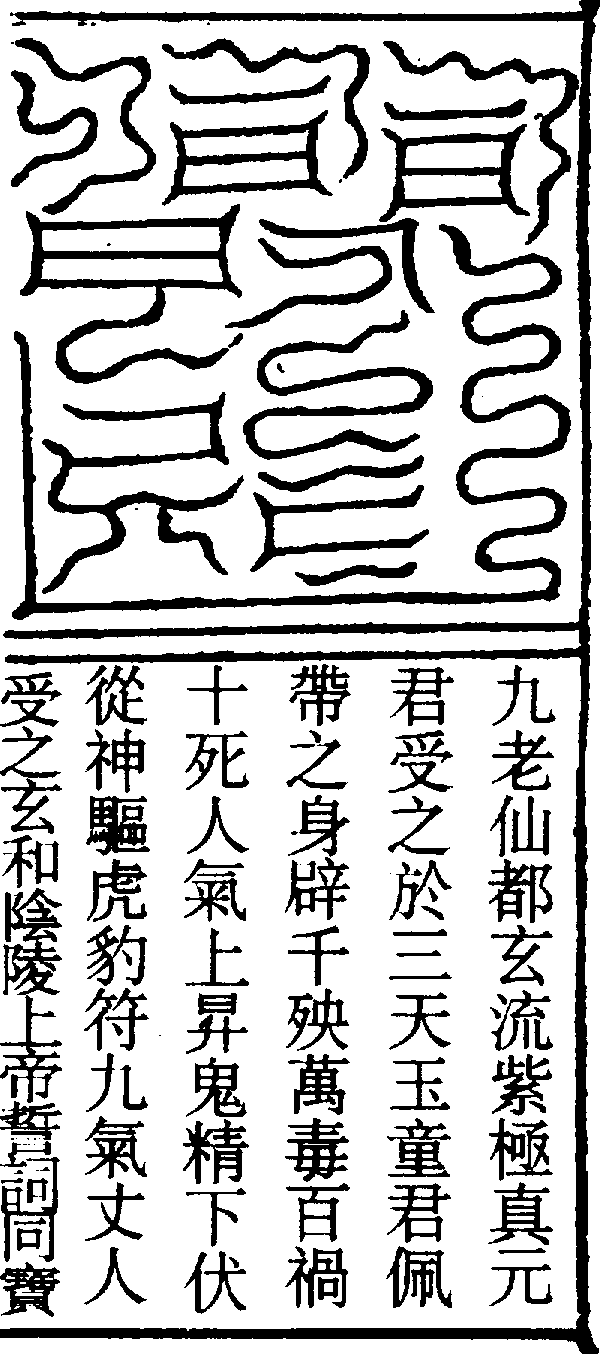 九老仙都玄流紫極真元
君受之於三天玉童君佩
帶之身辟千殃萬毒百禍
十死人氣上昇鬼精下伏
從神驅虎豹符九氣丈人
受之玄和陰陵上帝誓詞同寶